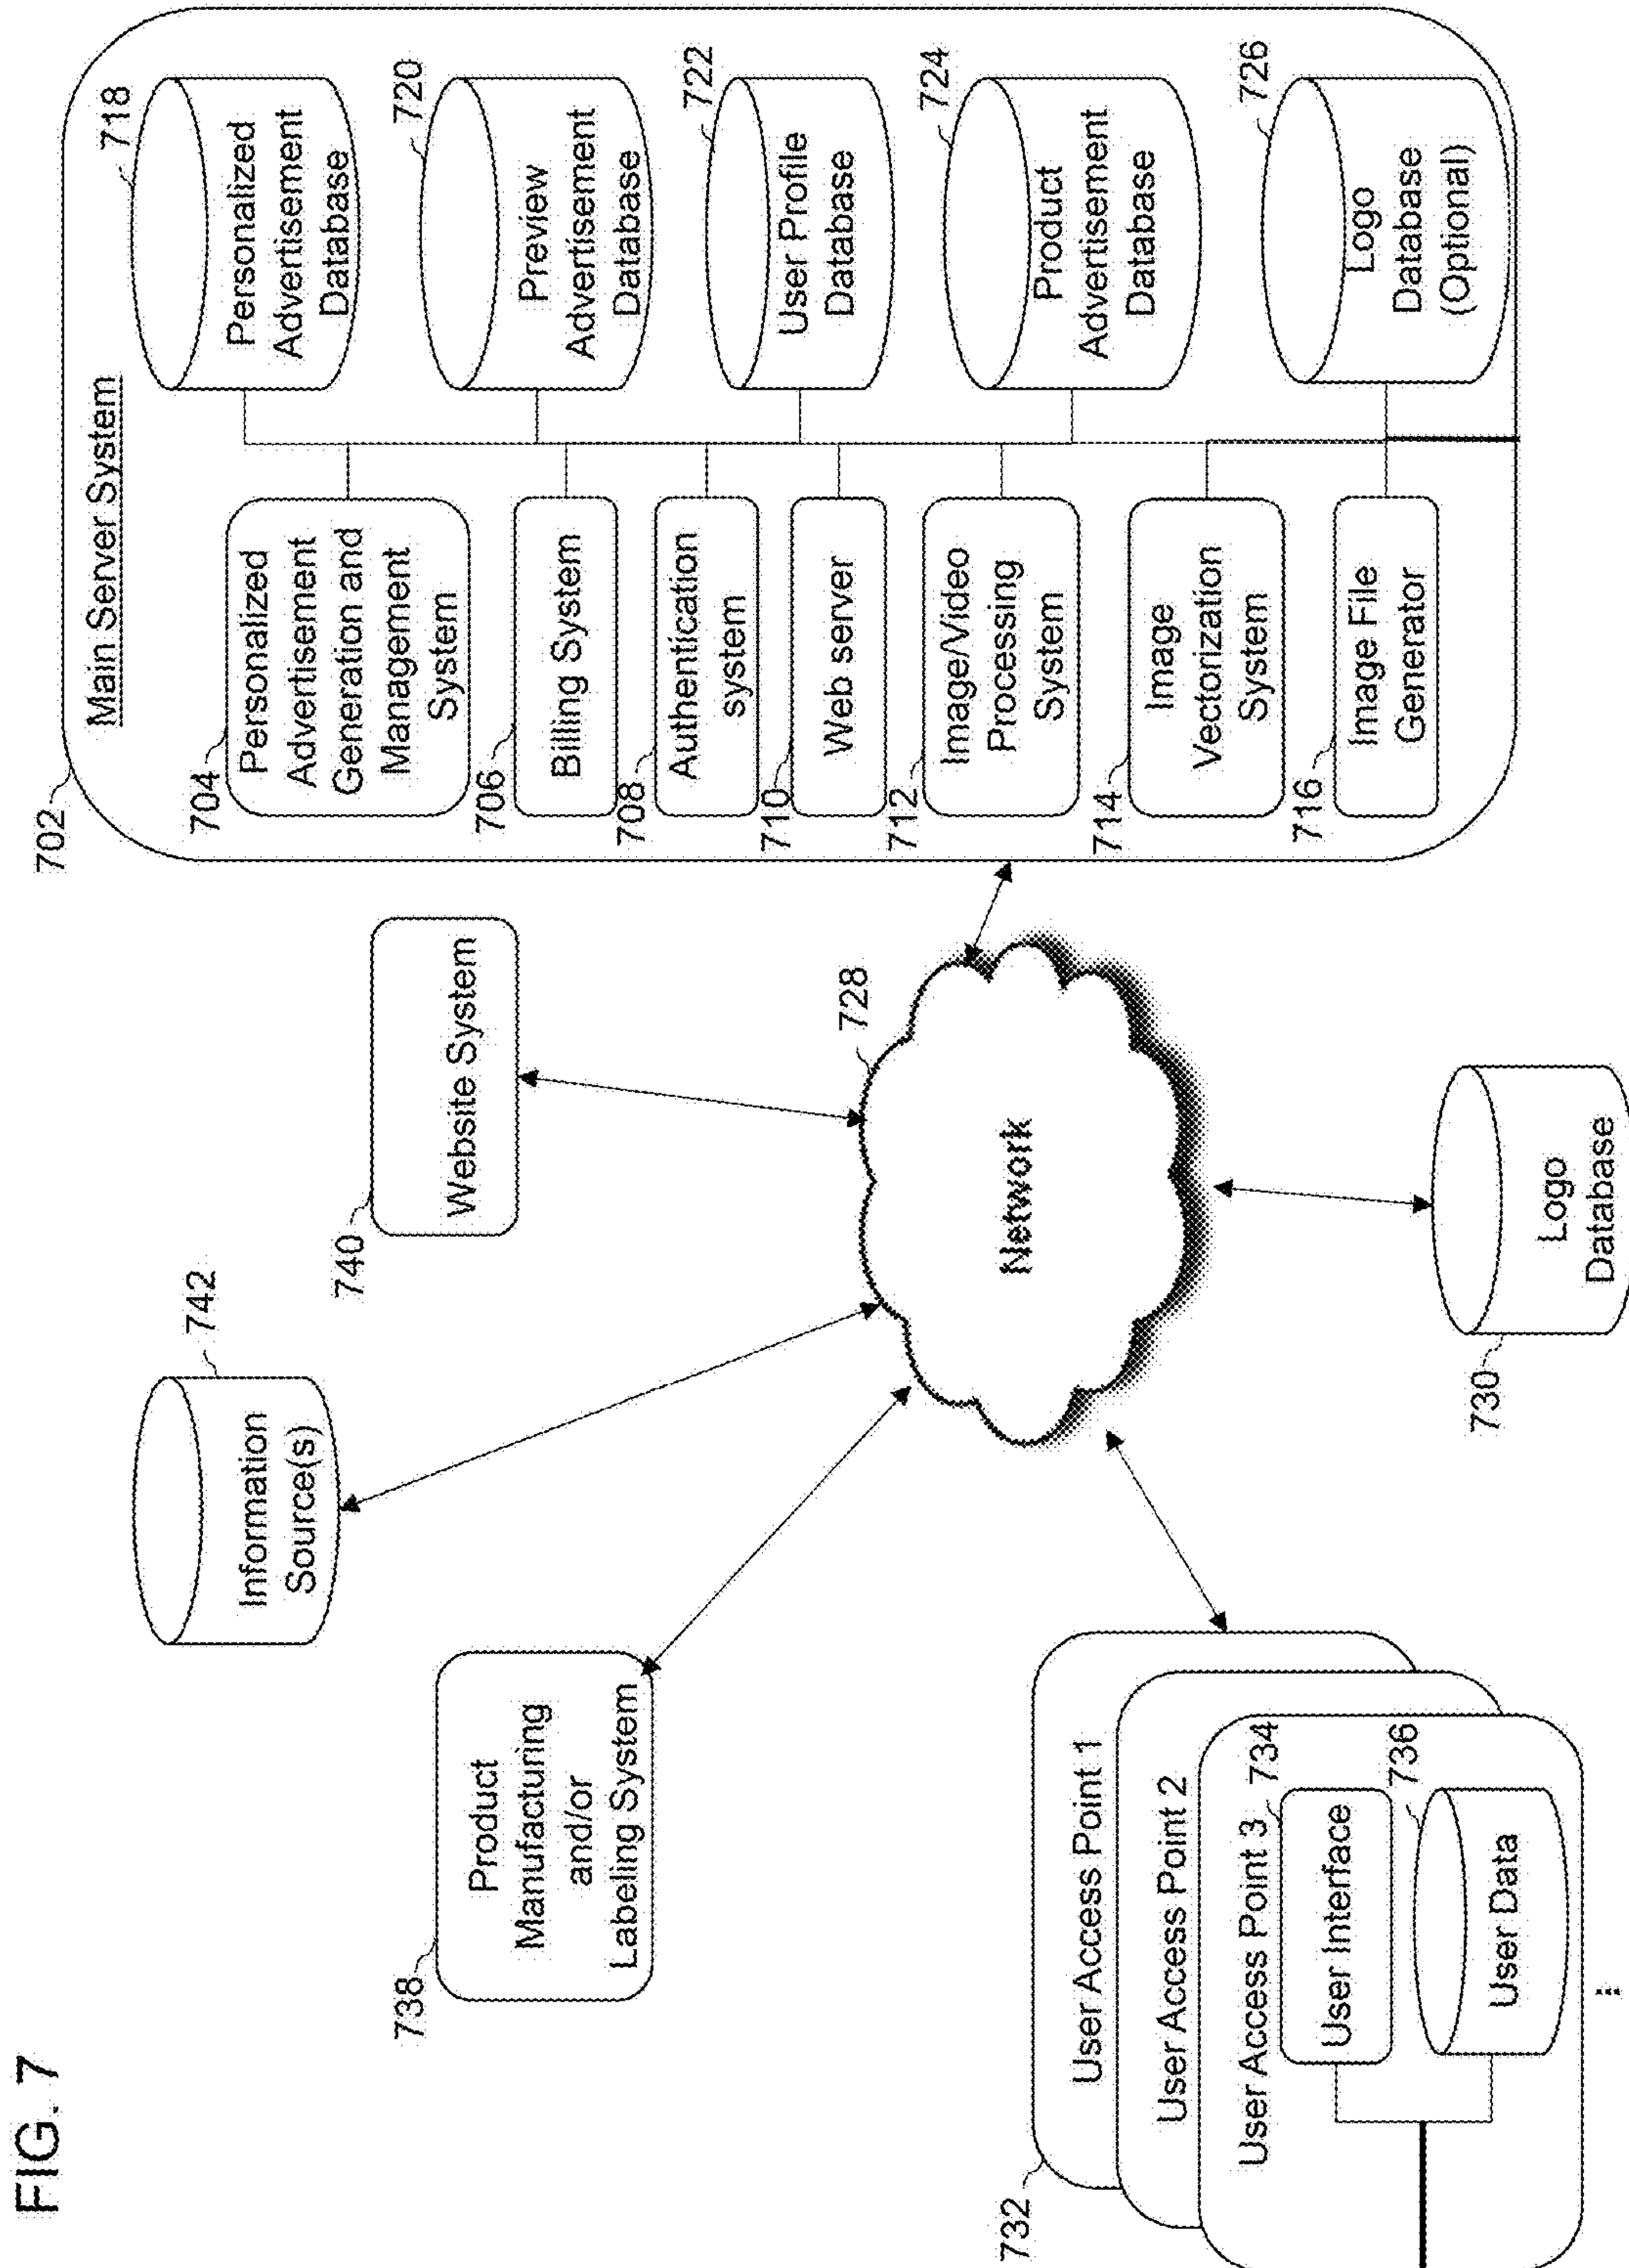 FIG. 7
702
Main Server System
704
Personalized
Advertisement
Generation and
Management
System
706
Billing System
708
Authentication
system
710
Web server
712
Image/Video
Processing
System
714
Image
Vectorization
System
716
Image File
Generator
718
Personalized
Advertisement
Database
720
Preview
Advertisement
Database
722
User Profile
Database
724
Product
Advertisement
Database
726
Logo
Database
(Optional)
742
Information
Source(s)
740
Website System
738
Product
Manufacturing
and/or
Labeling System
728
Network
732
User Access Point 1
User Access Point 2
User Access Point 3
734
User Interface
736
User Data
...
730
Logo
Database